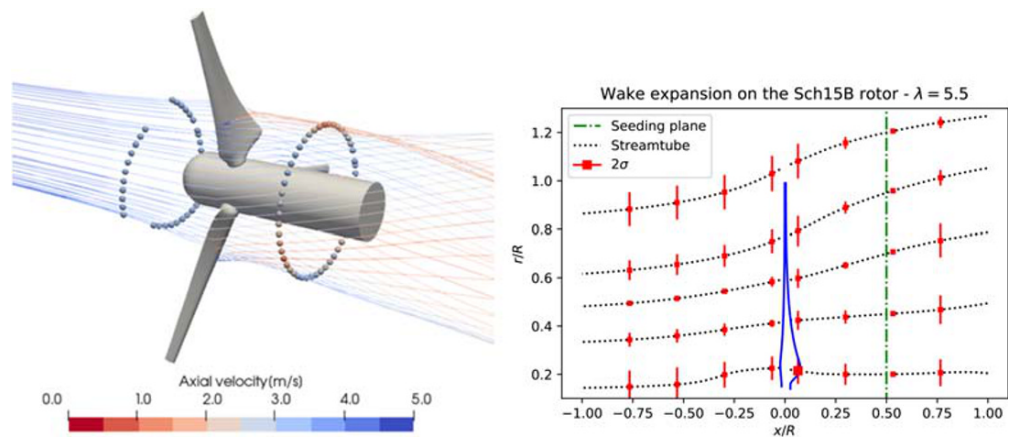 Axial velocity(m/s)
0.0 1.0 2.0 3.0 4.0 5.0
Wake expansion on the Sch15B rotor - λ = 5.5
Seeding plane
Streamtube
2σ
r/R
1.2
1.0
0.8
0.6
0.4
0.2
−1.00 −0.75 −0.50 −0.25 0.00 0.25 0.50 0.75 1.00
x/R